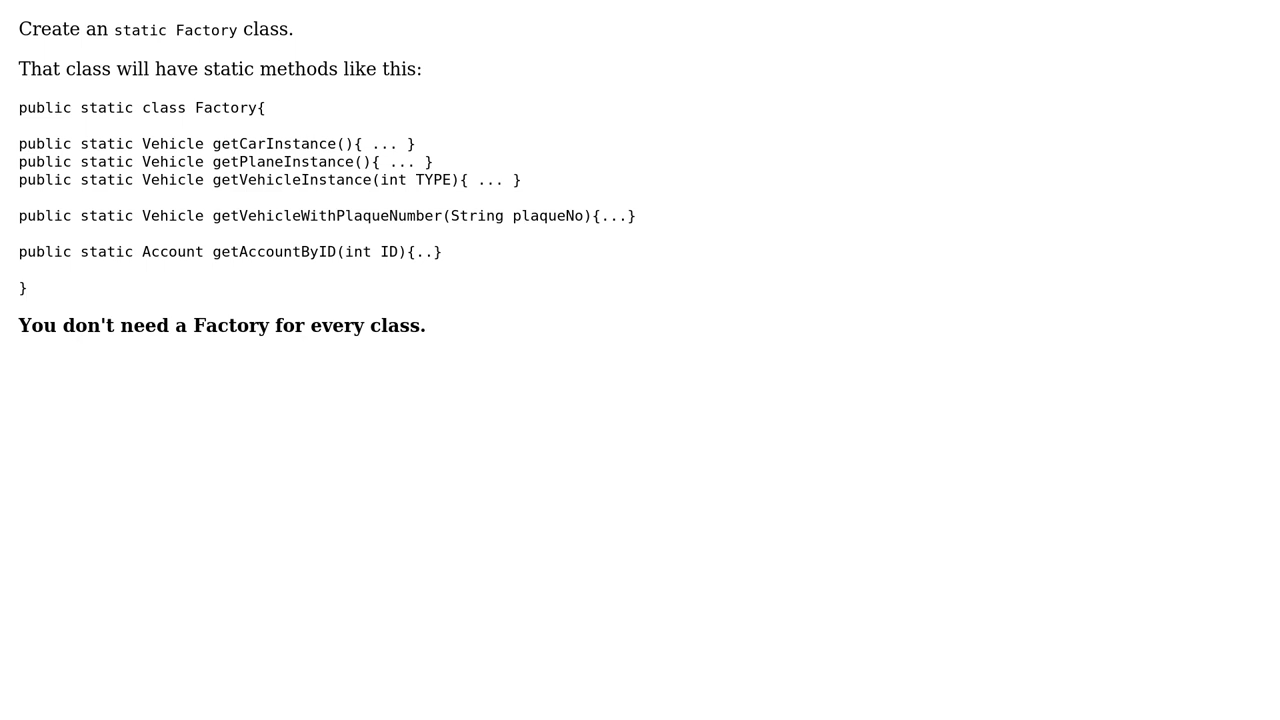 Create an static Factory class.
That class will have static methods like this:
public static class Factory{
public static Vehicle getCarInstance(){ ... }
public static Vehicle getPlaneInstance(){ ... }
public static Vehicle getVehicleInstance(int TYPE){ ... }
public static Vehicle getVehicleWithPlaqueNumber(String plaqueNo){...}
public static Account getAccountByID(int ID){..}
}
You don't need a Factory for every class.